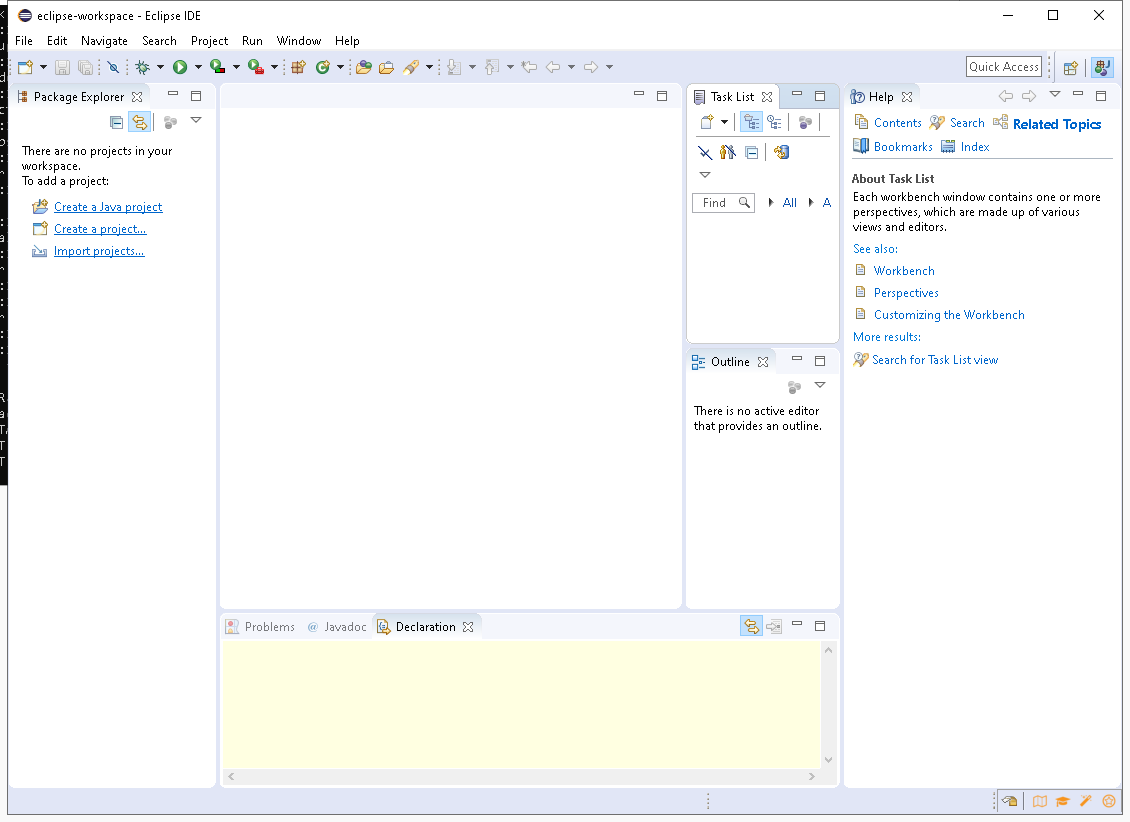 eclipse-workspace - Eclipse IDE
File Edit Navigate Search Project Run Window Help
Quick Access
Package Explorer
There are no projects in your
workspace.
To add a project:
Create a Java project
Create a project...
Import projects...
Task List
Find
All
A
Outline
There is no active editor
that provides an outline.
Help
Contents Search Related Topics
Bookmarks Index
About Task List
Each workbench window contains one or more
perspectives, which are made up of various
views and editors.
See also:
Workbench
Perspectives
Customizing the Workbench
More results:
Search for Task List view
Problems @ Javadoc Declaration